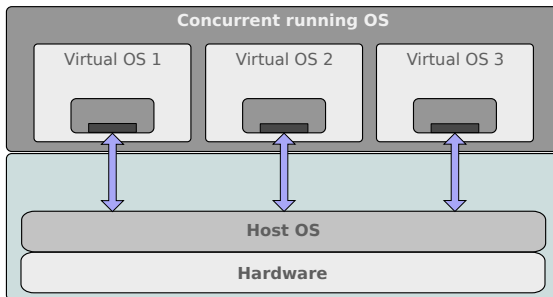 Concurrent running OS
Virtual OS 1 Virtual OS 2 Virtual OS 3
Host OS
Hardware